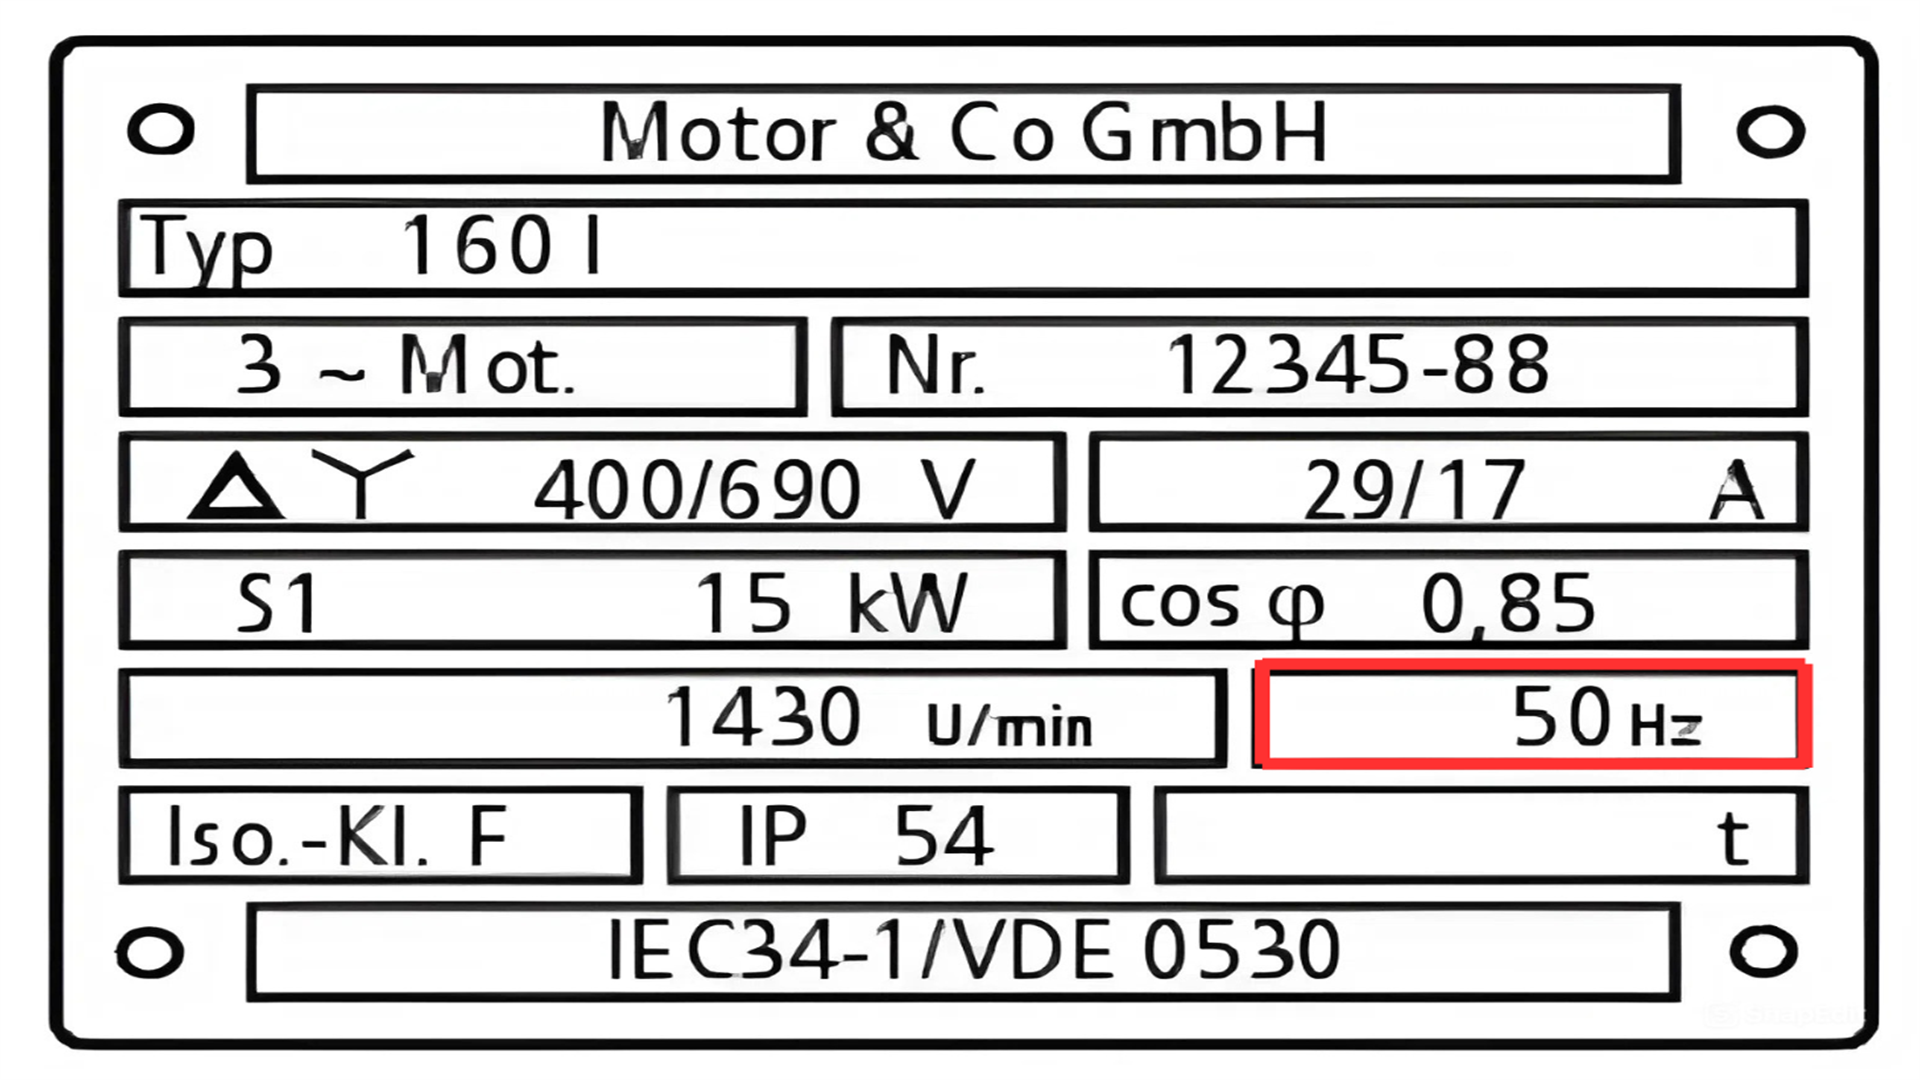 Motor & Co GmbH
Typ 160 l
3 ~ Mot. Nr. 12345-88
Δ Y 400/690 V 29/17 A
S1 15 kW cos φ 0,85
1430 U/min 50 Hz
Iso.-Kl. F IP 54 t
IEC34-1/VDE 0530